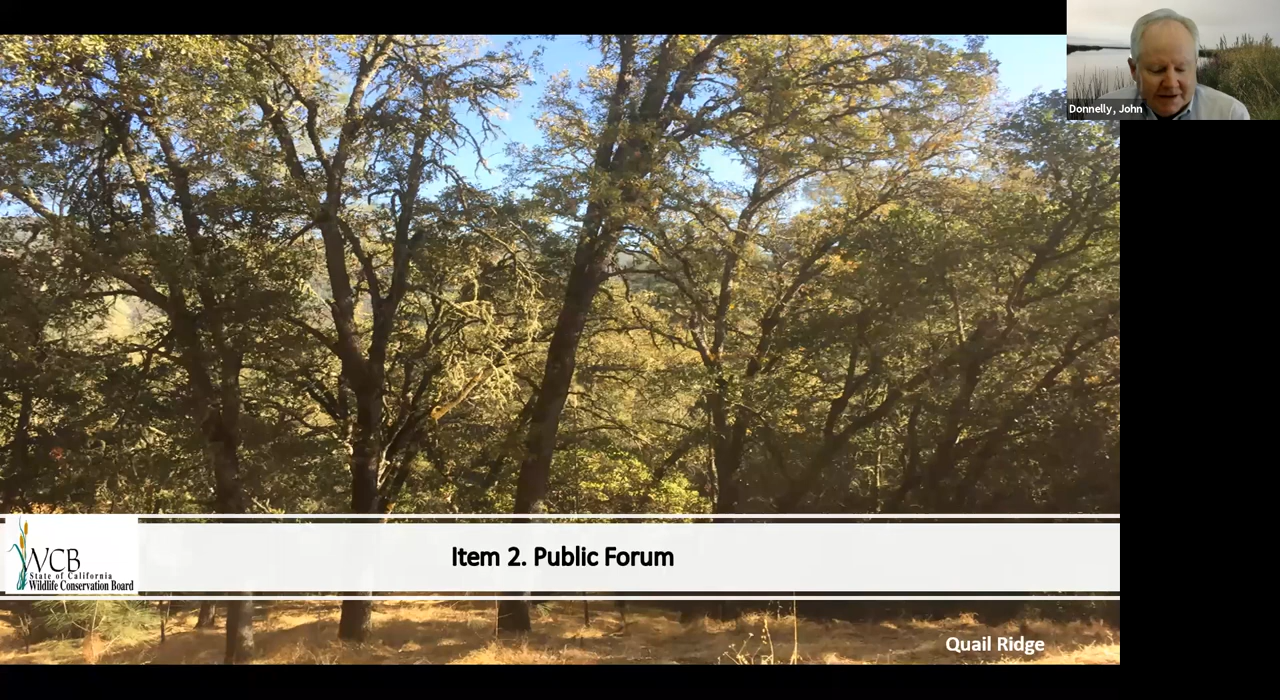 Donnelly, John
Item 2. Public Forum
WCB
State of California
Wildlife Conservation Board
Quail Ridge